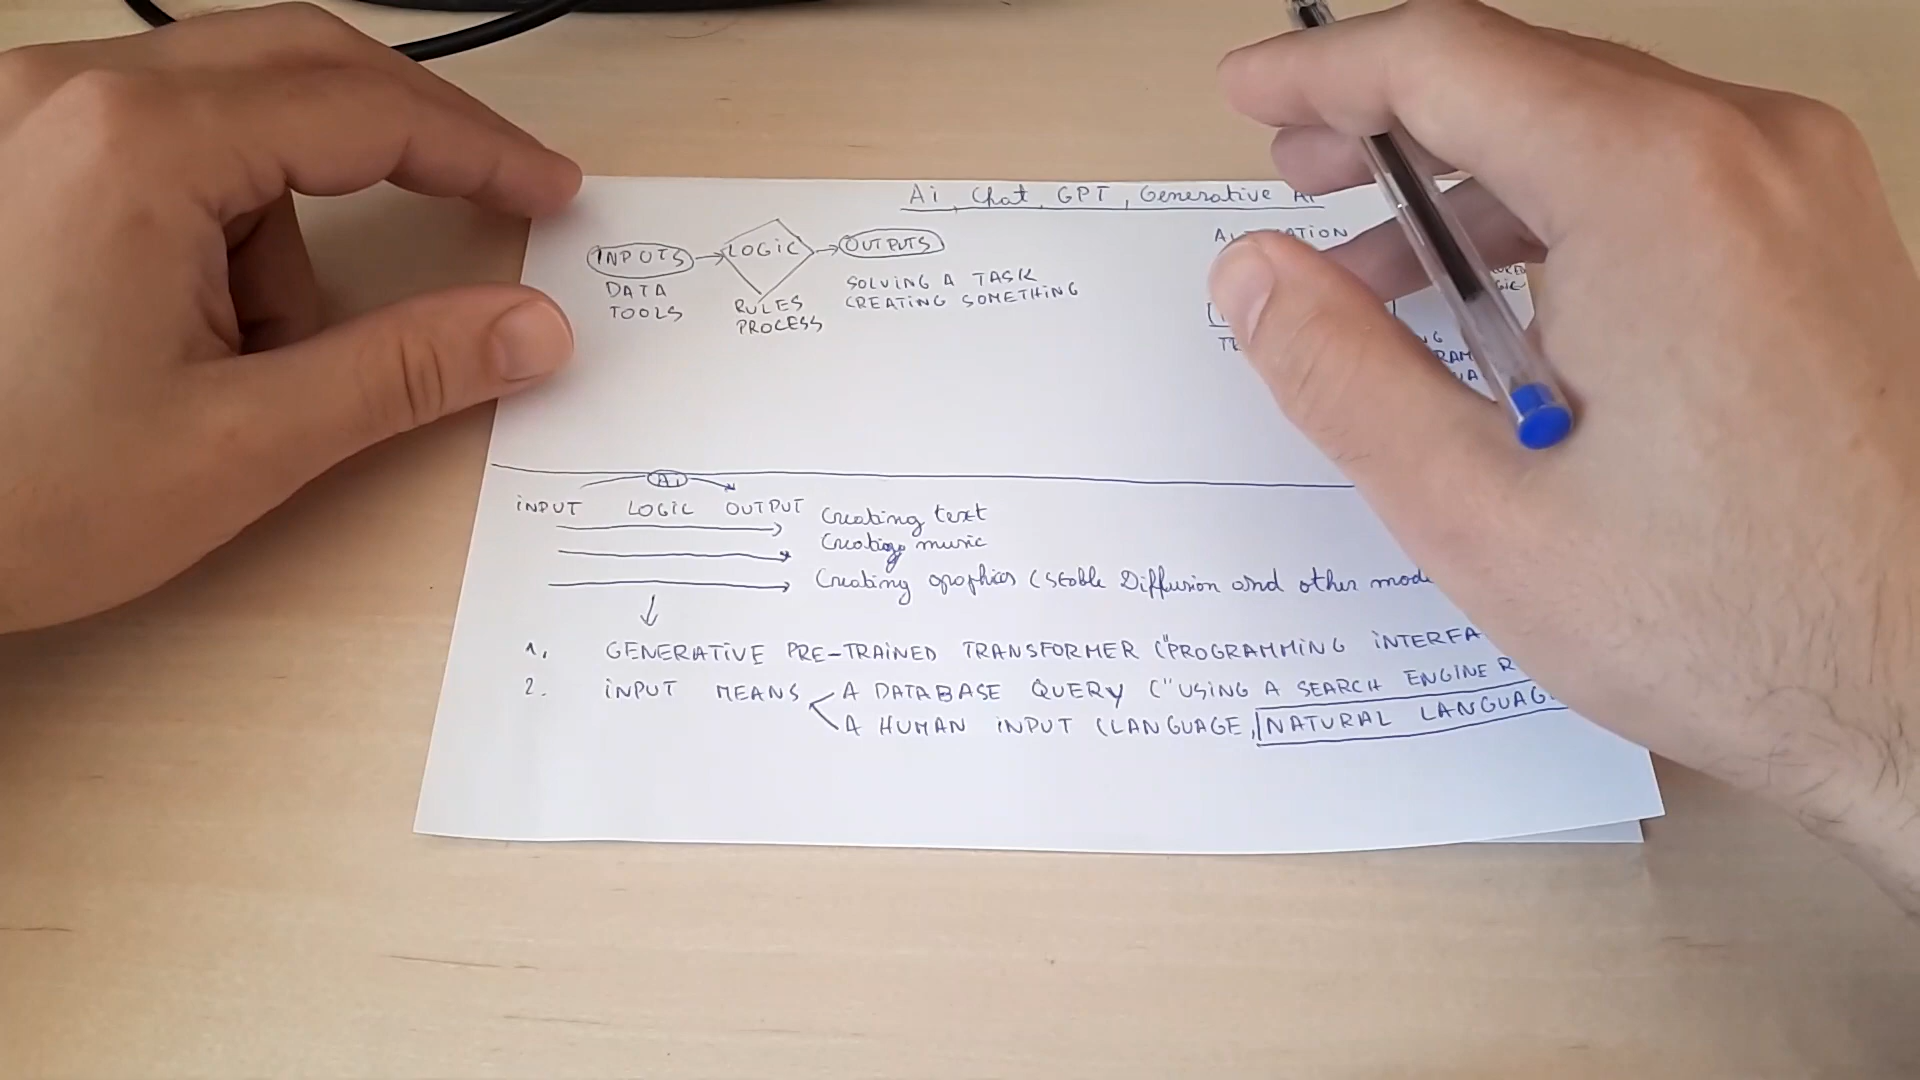 Ai, Chat, GPT, Generative AI
INPUTS → LOGIC → OUTPUTS
DATA
TOOLS
RULES
PROCESS
SOLVING A TASK
CREATING SOMETHING
Ai
INPUT LOGIC OUTPUT
Creating text
Creating music
Creating graphics (Stable Diffusion and other
1. GENERATIVE PRE-TRAINED TRANSFORMER ("PROGRAMMING
2. INPUT MEANS
A DATABASE QUERY ("USING A SEARCH ENGINE
A HUMAN INPUT (LANGUAGE, NATURAL LANGUAGE